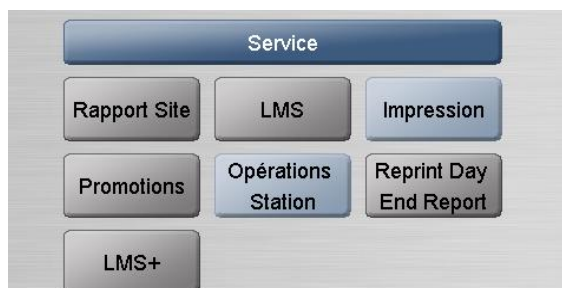 Service
Rapport Site
LMS
Impression
Promotions
Opérations
Station
Reprint Day
End Report
LMS+